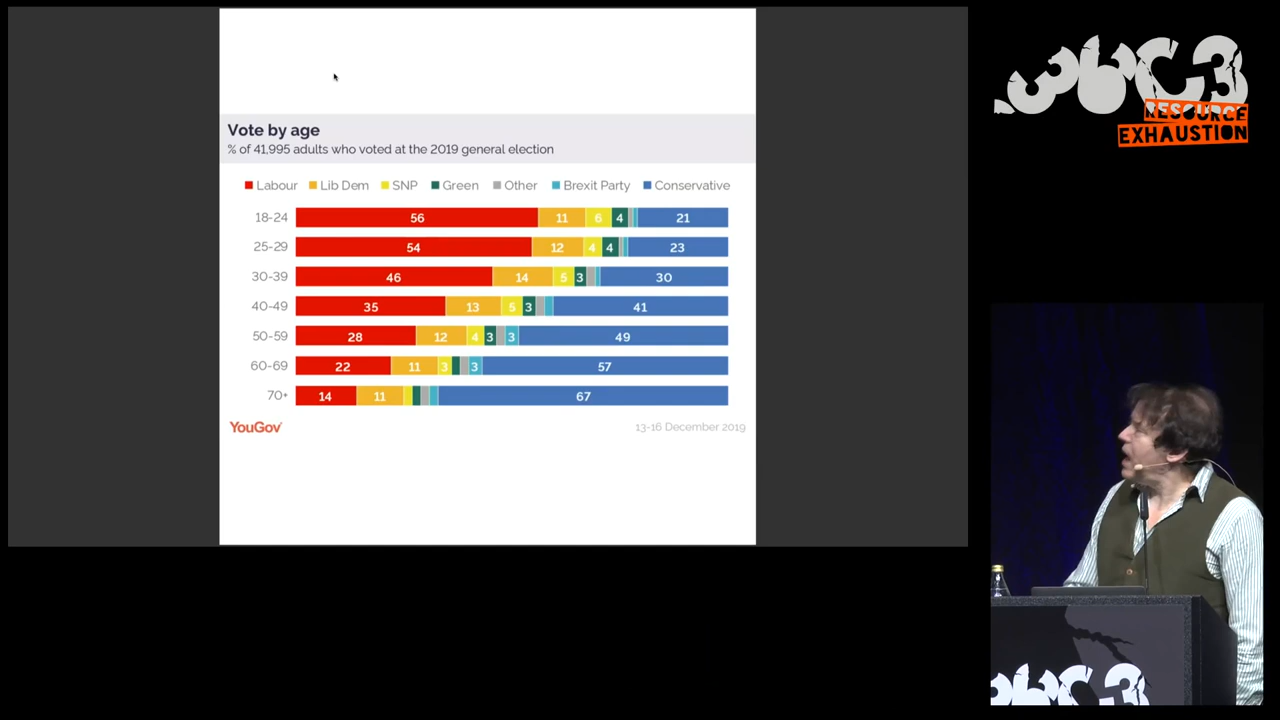 36C3
RESOURCE
EXHAUSTION
Vote by age
% of 41,995 adults who voted at the 2019 general election
Labour Lib Dem SNP Green Other Brexit Party Conservative
18-24 56 11 6 4 21
25-29 54 12 4 4 23
30-39 46 14 5 3 30
40-49 35 13 5 3 41
50-59 28 12 4 3 3 49
60-69 22 11 3 3 57
70+ 14 11 67
YouGov 13-16 December 2019
36C3